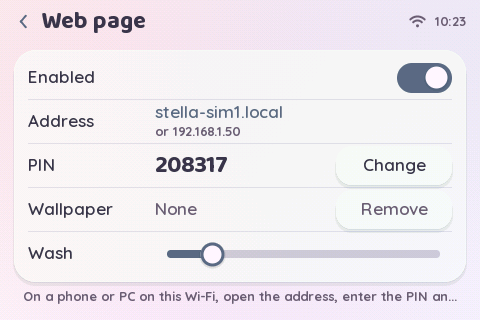 Web page
10:23
Enabled
Address
stella-sim1.local
or 192.168.1.50
PIN
208317
Change
Wallpaper
None
Remove
Wash
On a phone or PC on this Wi-Fi, open the address, enter the PIN an...